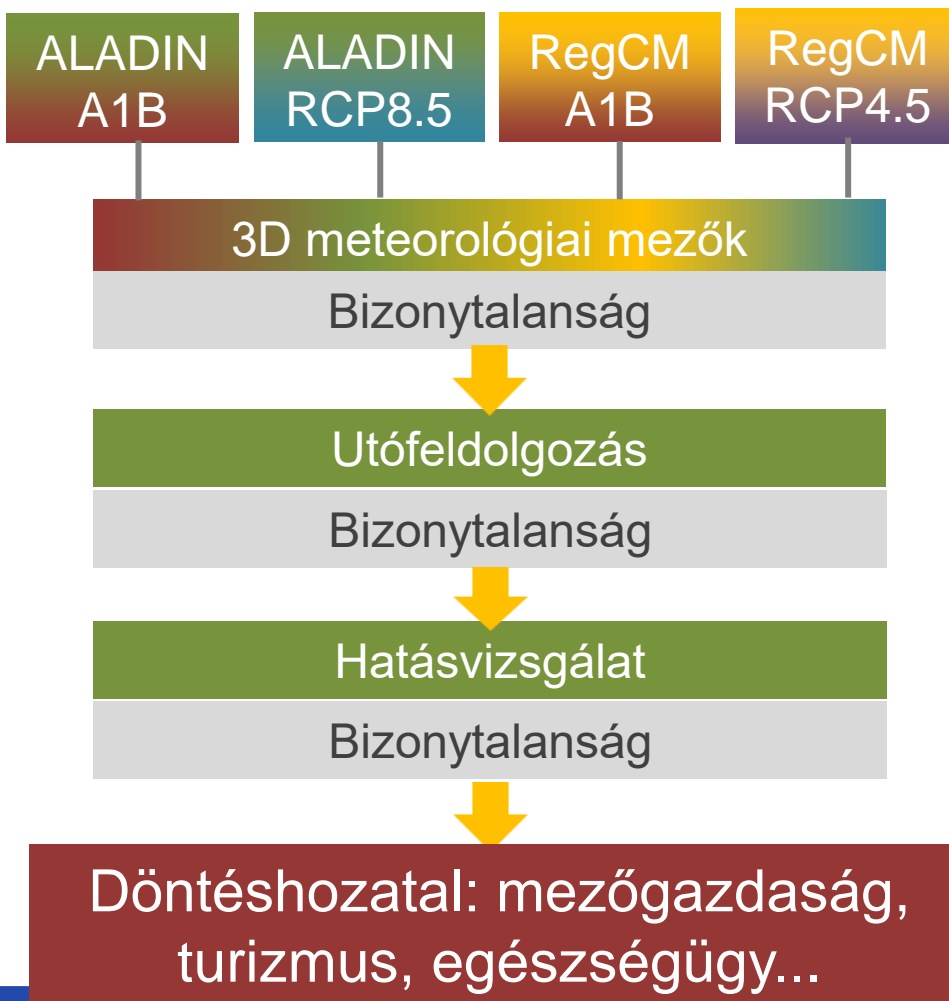 ALADIN
A1B
ALADIN
RCP8.5
RegCM
A1B
RegCM
RCP4.5
3D meteorológiai mezők
Bizonytalanság
Utófeldolgozás
Bizonytalanság
Hatásvizsgálat
Bizonytalanság
Döntéshozatal: mezőgazdaság,
turizmus, egészségügy...